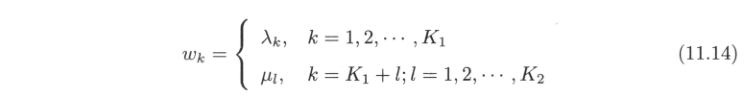 w_k = { λ_k, k = 1, 2, ⋯ , K_1
μ_l, k = K_1 + l; l = 1, 2, ⋯ , K_2
(11.14)